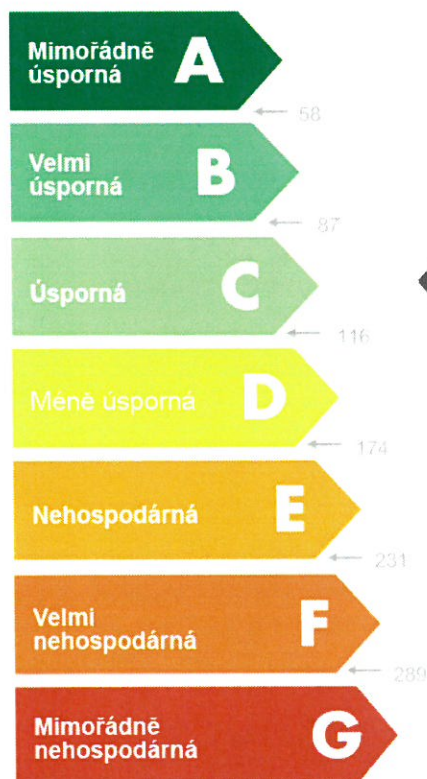 Mimořádně
úsporná A
58
Velmi
úsporná B
87
Úsporná C
116
Méně úsporná D
174
Nehospodárná E
231
Velmi
nehospodárná F
289
Mimořádně
nehospodárná G